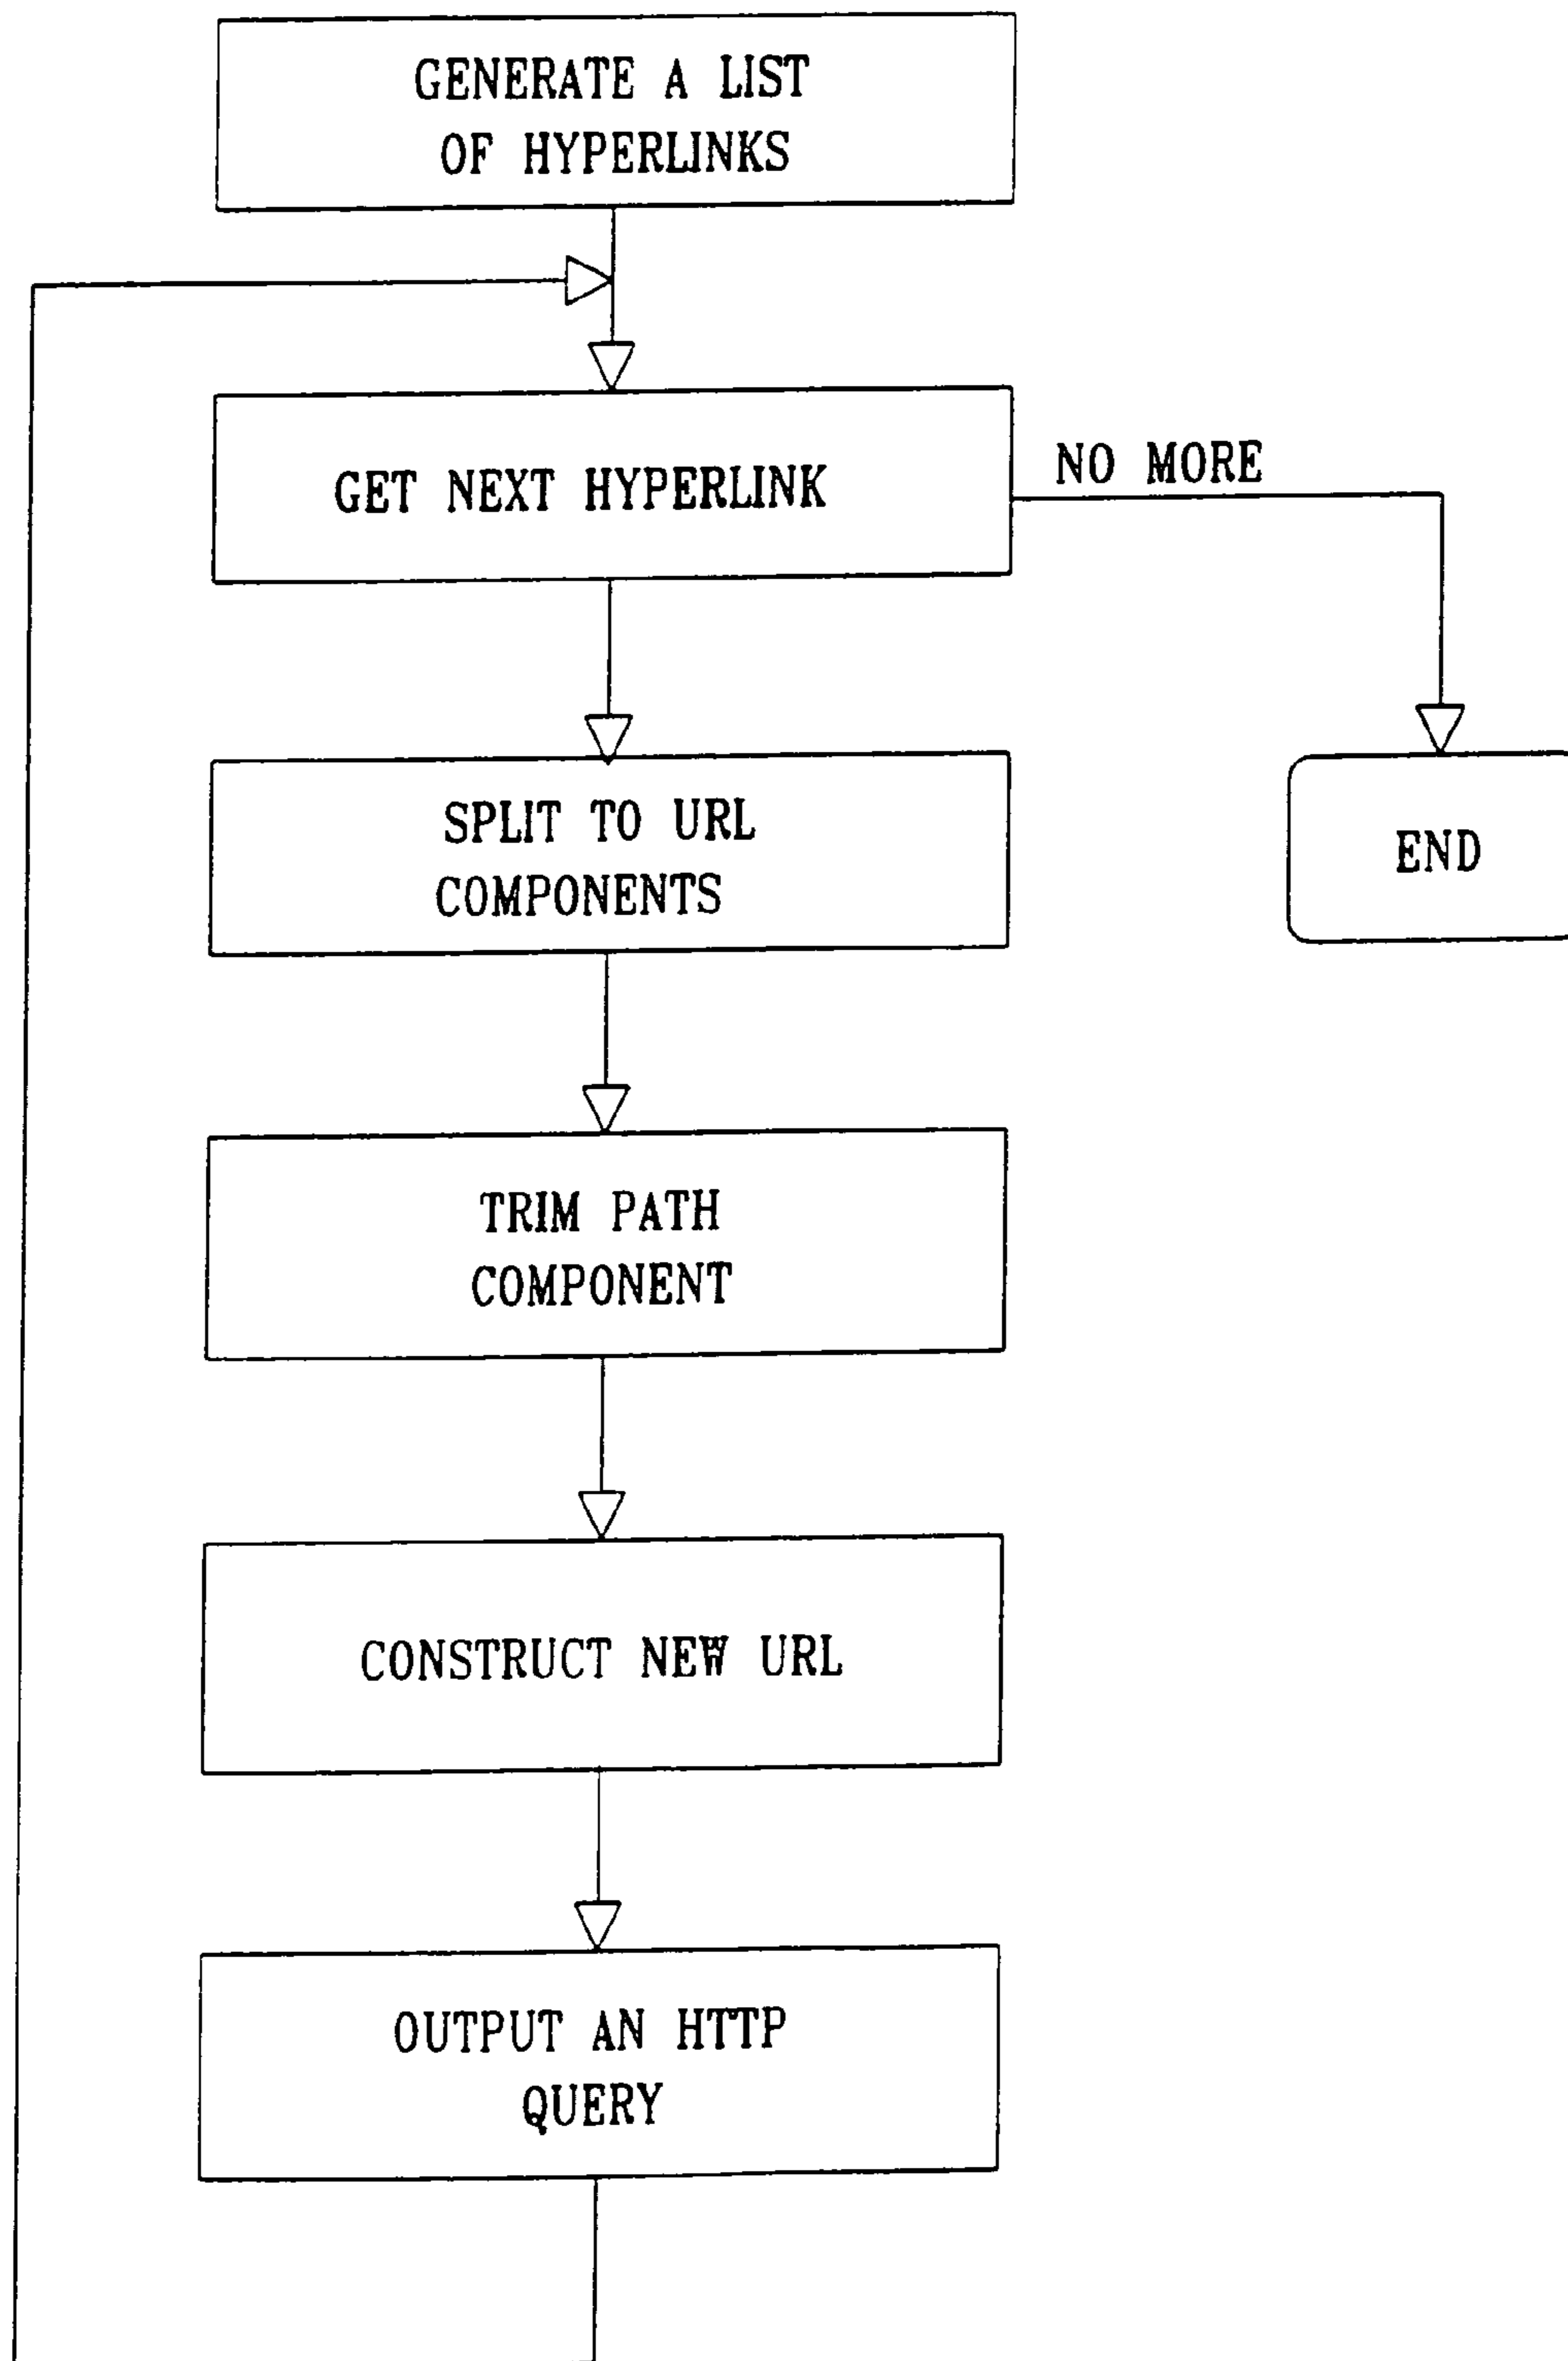 GENERATE A LIST
OF HYPERLINKS
GET NEXT HYPERLINK
NO MORE
SPLIT TO URL
COMPONENTS
END
TRIM PATH
COMPONENT
CONSTRUCT NEW URL
OUTPUT AN HTTP
QUERY